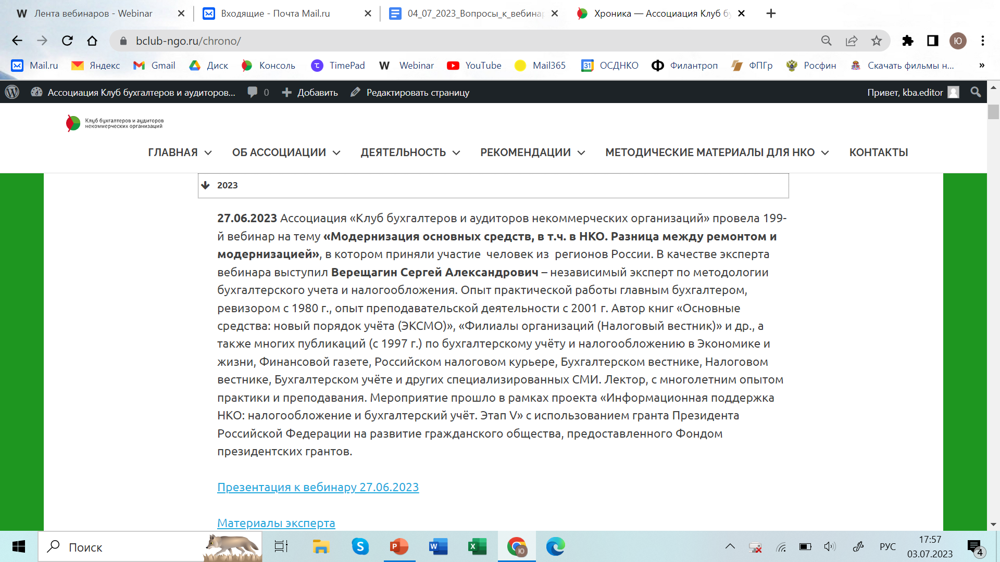 Лента вебинаров - Webinar
Входящие - Почта Mail.ru
04_07_2023_Вопросы_к_вебинар
Хроника — Ассоциация Клуб бу
bclub-ngo.ru/chrono/
Ю
Mail.ru
Яндекс
Gmail
Диск
Консоль
TimePad
Webinar
YouTube
Mail365
31
ОСДНКО
Филантроп
ФПГр
Росфин
Скачать фильмы н...
Ассоциация Клуб бухгалтеров и аудиторов...
0
Добавить
Редактировать страницу
Привет, kba.editor
Клуб бухгалтеров и аудиторов
некоммерческих организаций
ГЛАВНАЯ
ОБ АССОЦИАЦИИ
ДЕЯТЕЛЬНОСТЬ
РЕКОМЕНДАЦИИ
МЕТОДИЧЕСКИЕ МАТЕРИАЛЫ ДЛЯ НКО
КОНТАКТЫ
2023
27.06.2023 Ассоциация «Клуб бухгалтеров и аудиторов некоммерческих организаций» провела 199-
й вебинар на тему «Модернизация основных средств, в т.ч. в НКО. Разница между ремонтом и
модернизацией», в котором приняли участие  человек из  регионов России. В качестве эксперта
вебинара выступил Верещагин Сергей Александрович – независимый эксперт по методологии
бухгалтерского учета и налогообложения. Опыт практической работы главным бухгалтером,
ревизором с 1980 г., опыт преподавательской деятельности с 2001 г. Автор книг «Основные
средства: новый порядок учёта (ЭКСМО)», «Филиалы организаций (Налоговый вестник)» и др., а
также многих публикаций (с 1997 г.) по бухгалтерскому учёту и налогообложению в Экономике и
жизни, Финансовой газете, Российском налоговом курьере, Бухгалтерском вестнике, Налоговом
вестнике, Бухгалтерском учёте и других специализированных СМИ. Лектор, с многолетним опытом
практики и преподавания. Мероприятие прошло в рамках проекта «Информационная поддержка
НКО: налогообложение и бухгалтерский учёт. Этап V» с использованием гранта Президента
Российской Федерации на развитие гражданского общества, предоставленного Фондом
президентских грантов.
Презентация к вебинару 27.06.2023
Материалы эксперта
Поиск
РУС
17:57
03.07.2023
4